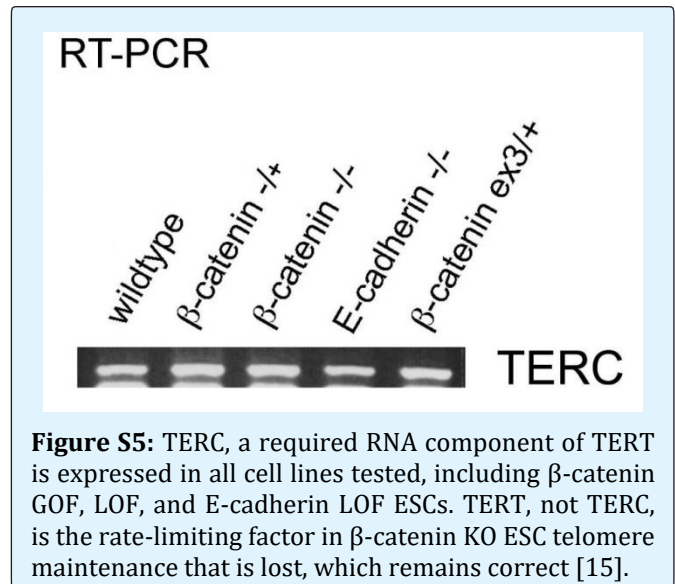 RT-PCR
wildtype
β-catenin -/+
β-catenin -/-
E-cadherin -/-
β-catenin ex3/+
TERC
Figure S5: TERC, a required RNA component of TERT
is expressed in all cell lines tested, including β-catenin
GOF, LOF, and E-cadherin LOF ESCs. TERT, not TERC,
is the rate-limiting factor in β-catenin KO ESC telomere
maintenance that is lost, which remains correct [15].